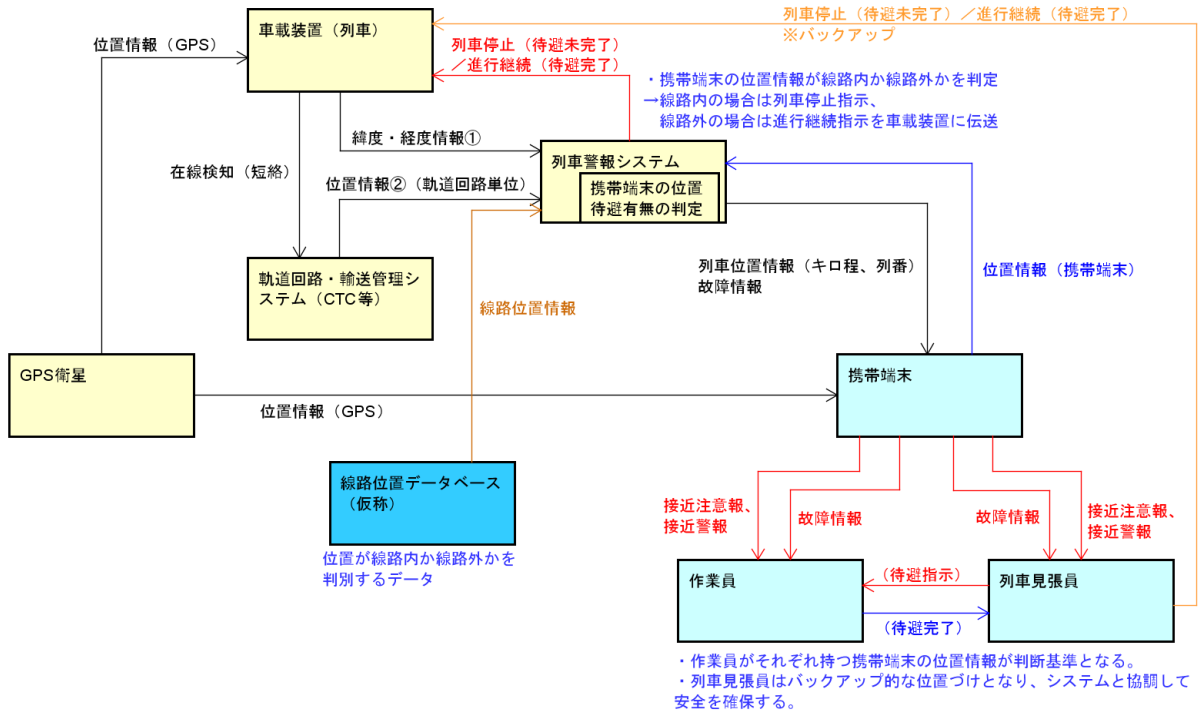 列車停止（待避未完了）／進行継続（待避完了）
※バックアップ
車載装置（列車）
位置情報（GPS）
列車停止（待避未完了）
／進行継続（待避完了）
・携帯端末の位置情報が線路内か線路外かを判定
→線路内の場合は列車停止指示、
線路外の場合は進行継続指示を車載装置に伝送
緯度・経度情報①
列車警報システム
在線検知（短絡）
位置情報②（軌道回路単位）
携帯端末の位置
待避有無の判定
軌道回路・輸送管理シ
ステム（CTC等）
列車位置情報（キロ程、列番）
故障情報
位置情報（携帯端末）
線路位置情報
GPS衛星
携帯端末
位置情報（GPS）
線路位置データベース
（仮称）
位置が線路内か線路外かを
判別するデータ
接近注意報、
接近警報
故障情報
故障情報
接近注意報、
接近警報
作業員
（待避指示）
列車見張員
（待避完了）
・作業員がそれぞれ持つ携帯端末の位置情報が判断基準となる。
・列車見張員はバックアップ的な位置づけとなり、システムと協調して
安全を確保する。